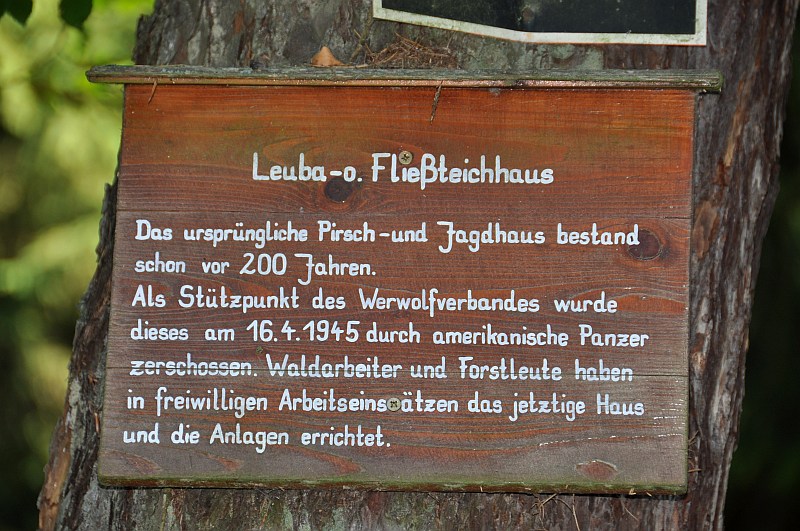 Leuba-o. Fließteichhaus
Das ursprüngliche Pirsch-und Jagdhaus bestand
schon vor 200 Jahren.
Als Stützpunkt des Werwolfverbandes wurde
dieses am 16.4.1945 durch amerikanische Panzer
zerschossen. Waldarbeiter und Forstleute haben
in freiwilligen Arbeitseinsätzen das jetztige Haus
und die Anlagen errichtet.